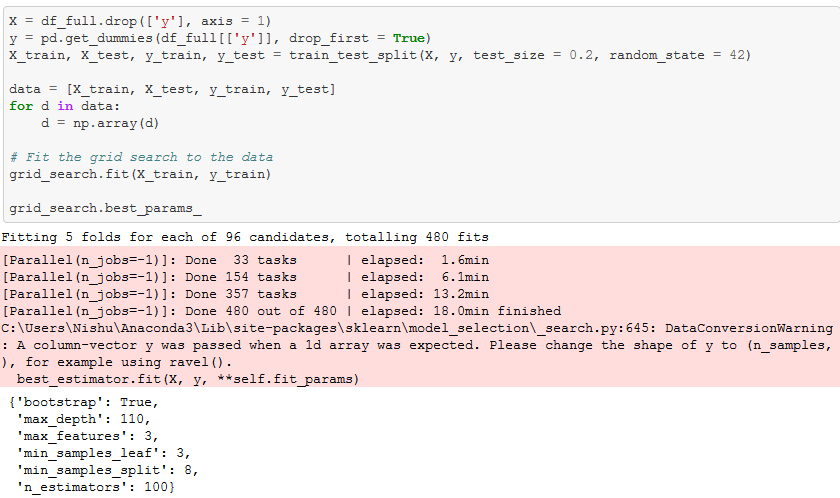 X = df_full.drop(['y'], axis = 1)
y = pd.get_dummies(df_full[['y']], drop_first = True)
X_train, X_test, y_train, y_test = train_test_split(X, y, test_size = 0.2, random_state = 42)
data = [X_train, X_test, y_train, y_test]
for d in data:
    d = np.array(d)
# Fit the grid search to the data
grid_search.fit(X_train, y_train)
grid_search.best_params_
Fitting 5 folds for each of 96 candidates, totalling 480 fits
[Parallel(n_jobs=-1)]: Done  33 tasks      | elapsed:  1.6min
[Parallel(n_jobs=-1)]: Done 154 tasks      | elapsed:  6.1min
[Parallel(n_jobs=-1)]: Done 357 tasks      | elapsed: 13.2min
[Parallel(n_jobs=-1)]: Done 480 out of 480 | elapsed: 18.0min finished
C:\Users\Nishu\Anaconda3\Lib\site-packages\sklearn\model_selection\_search.py:645: DataConversionWarning
: A column-vector y was passed when a 1d array was expected. Please change the shape of y to (n_samples,
), for example using ravel().
  best_estimator.fit(X, y, **self.fit_params)
{'bootstrap': True,
 'max_depth': 110,
 'max_features': 3,
 'min_samples_leaf': 3,
 'min_samples_split': 8,
 'n_estimators': 100}